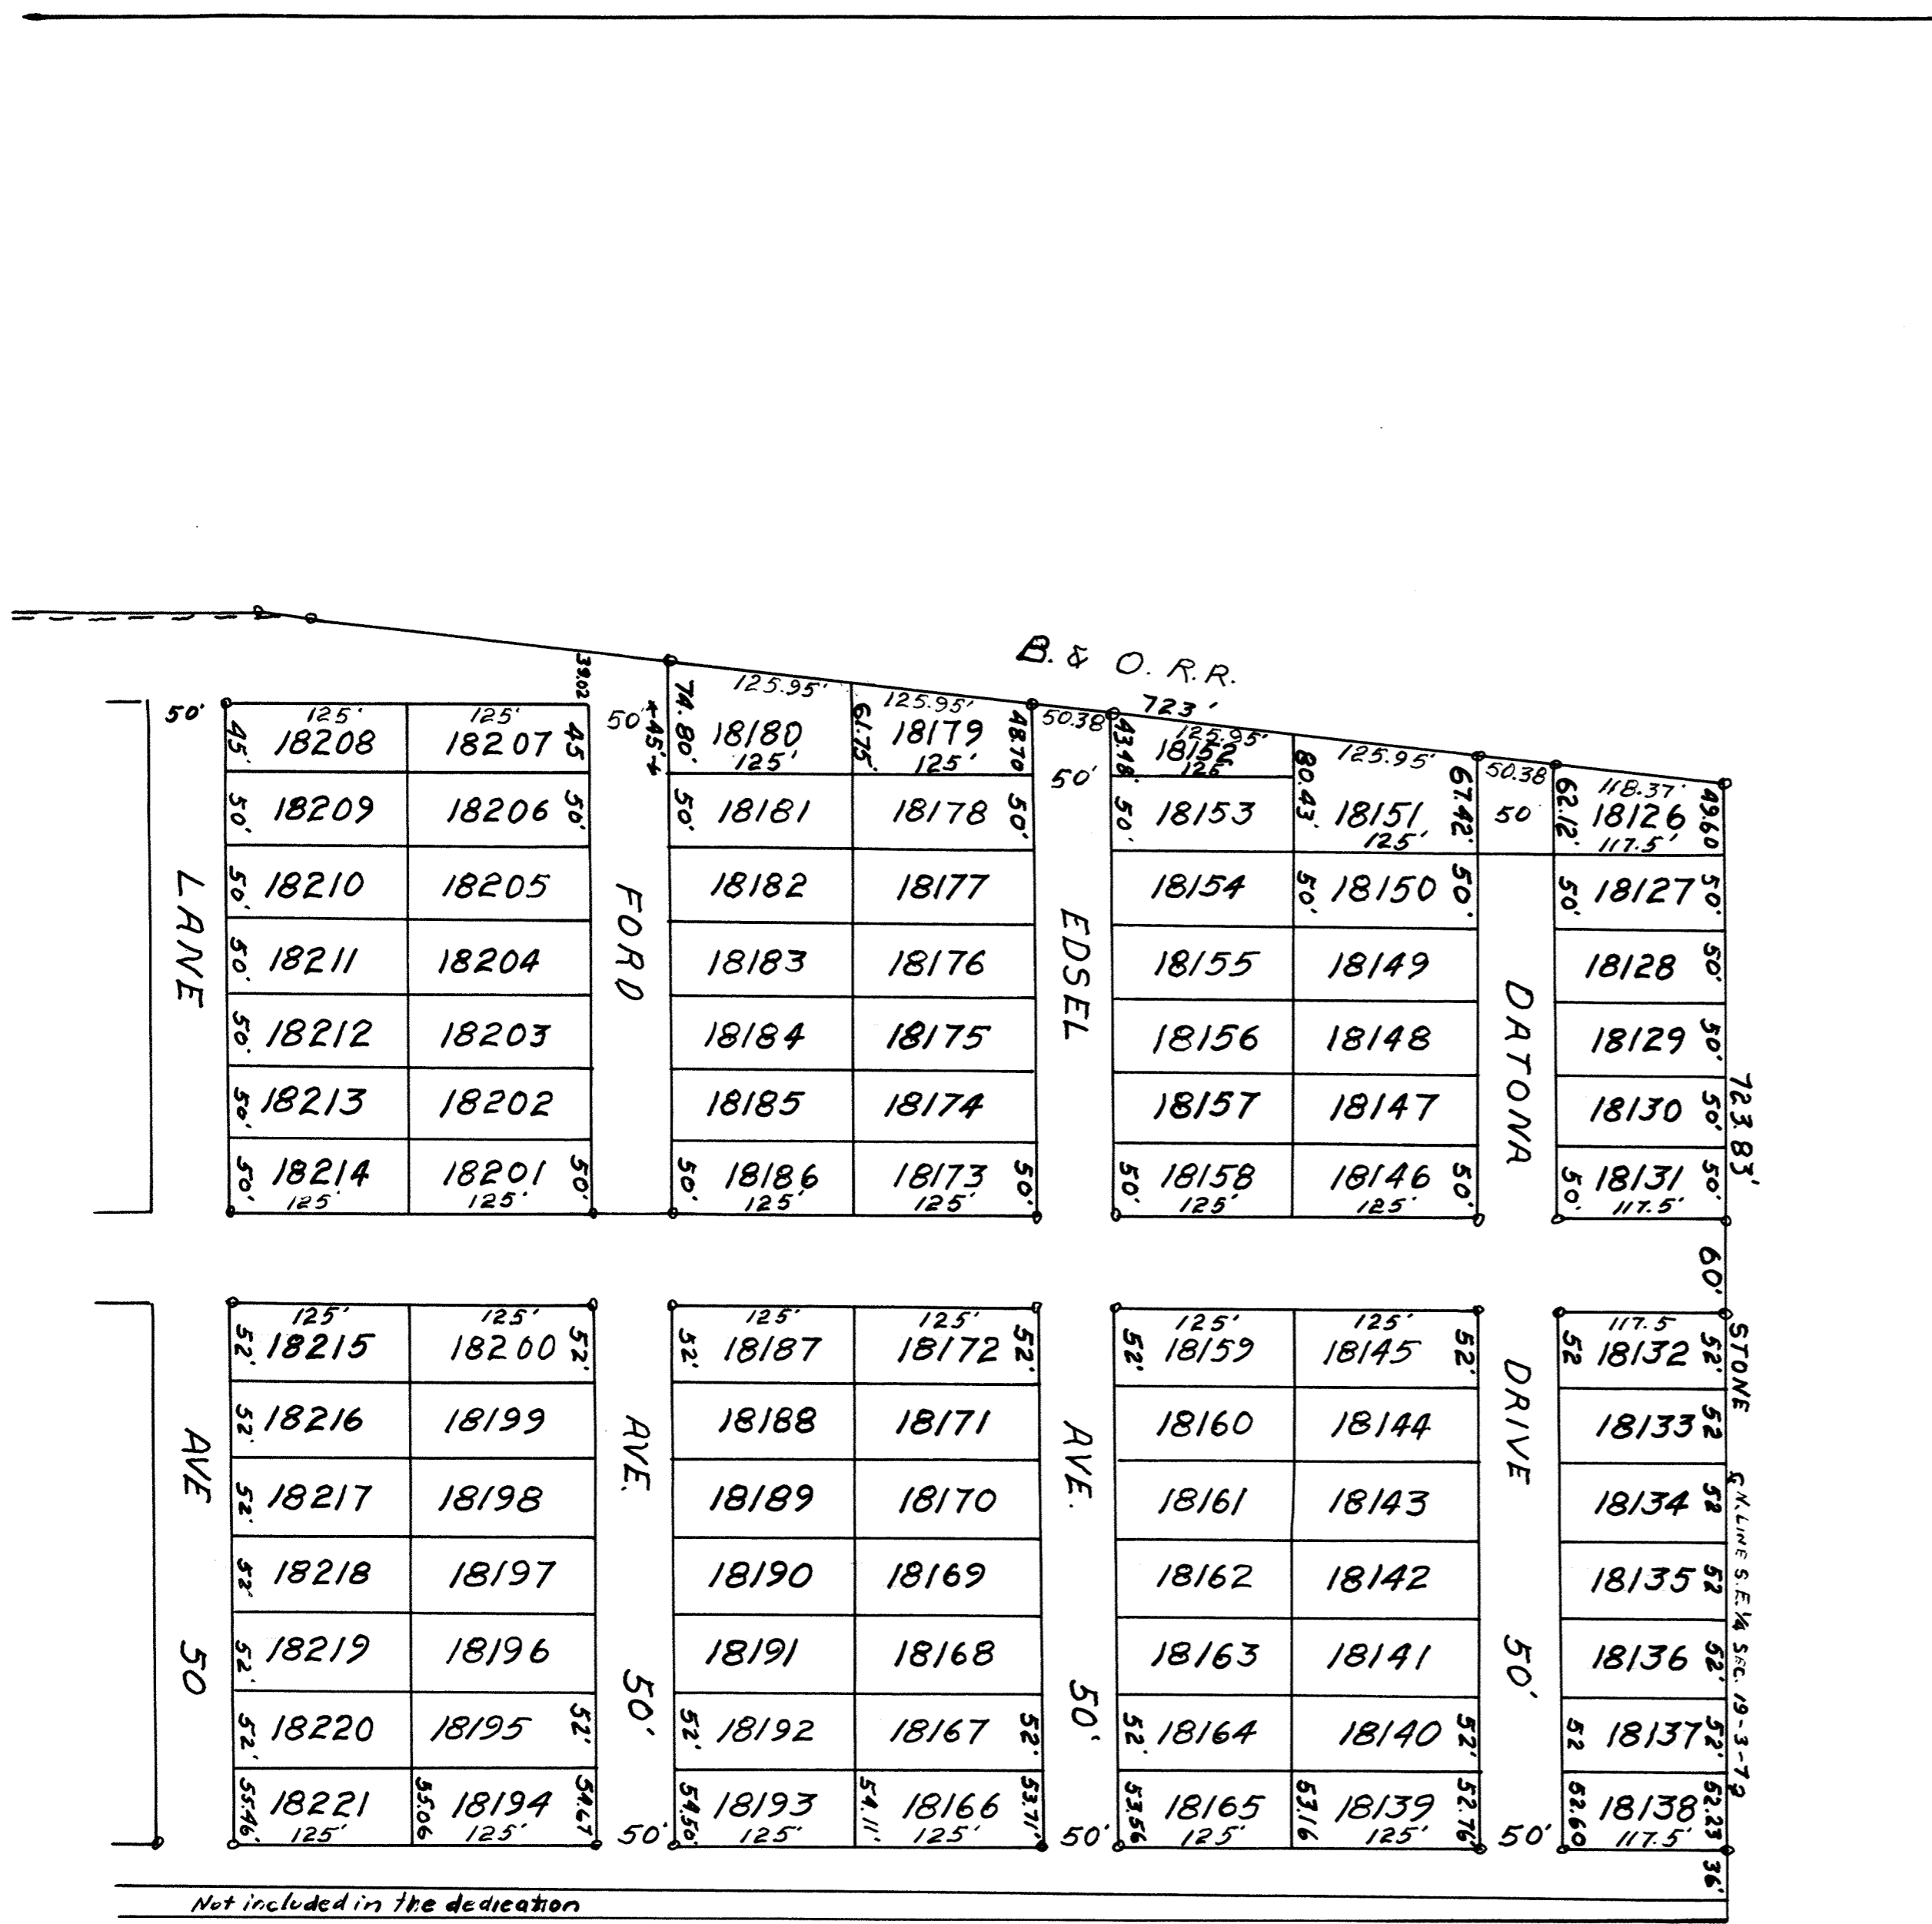 B. & O. R.R.
723'
39.02
125.95' 125.95' 50.38 125.95' 125.95' 50.38 118.37'
50' 125' 125' 50' 45' 74.80' 61.75' 48.70 43.48' 80.43' 67.42' 62.12' 49.60
45' 18208 18207 45 18180 18179 18152
125' 125' 50' 126'
50' 18209 18206 50' 50' 18181 18178 50' 50' 18153 18151 50 18126
125' 117.5'
50' 18210 18205 18182 18177 18154 50' 18150 50' 50' 18127 50'
50' 18211 18204 18183 18176 18155 18149 18128 50'
50' 18212 18203 18184 18175 18156 18148 18129 50'
50' 18213 18202 18185 18174 18157 18147 18130 50'
50' 18214 18201 50' 50' 18186 18173 50' 50' 18158 18146 50' 50' 18131 50'
125' 125' 125' 125' 125' 125' 117.5'
LANE
FORD
EDSEL
DATONA
723.83'
60'
125' 125' 125' 125' 125' 125' 117.5
52' 18215 18200 52' 52' 18187 18172 52' 52' 18159 18145 52' 52 18132 52'
52' 18216 18199 18188 18171 18160 18144 18133 52
52' 18217 18198 18189 18170 18161 18143 18134 52
52' 18218 18197 18190 18169 18162 18142 18135 52
52' 18219 18196 18191 18168 18163 18141 18136 52'
52' 18220 18195 52' 52' 18192 18167 52' 52' 18164 18140 52' 52 18137 52'
55.46' 18221 55.06 18194 54.67 54.50' 18193 54.11' 18166 53.71' 53.56 18165 53.16 18139 52.76' 52.60 18138 52.23
125' 125' 50' 125' 125' 50' 125' 125' 50' 117.5'
AVE 50
AVE. 50'
AVE. 50'
DRIVE 50'
STONE
N. LINE S.E. 1/4 SEC. 19-3-7
36'
Not included in the dedication